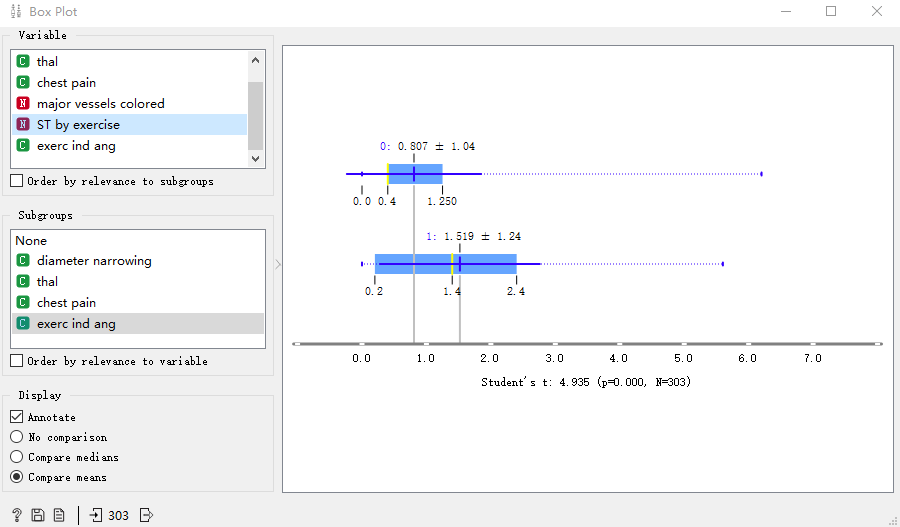 Box Plot
Variable
C thal
C chest pain
N major vessels colored
N ST by exercise
C exerc ind ang
Order by relevance to subgroups
Subgroups
None
C diameter narrowing
C thal
C chest pain
C exerc ind ang
Order by relevance to variable
Display
Annotate
No comparison
Compare medians
Compare means
? 303
0: 0.807 ± 1.04
0.0 0.4 1.250
1: 1.519 ± 1.24
0.2 1.4 2.4
0.0 1.0 2.0 3.0 4.0 5.0 6.0 7.0
Student's t: 4.935 (p=0.000, N=303)